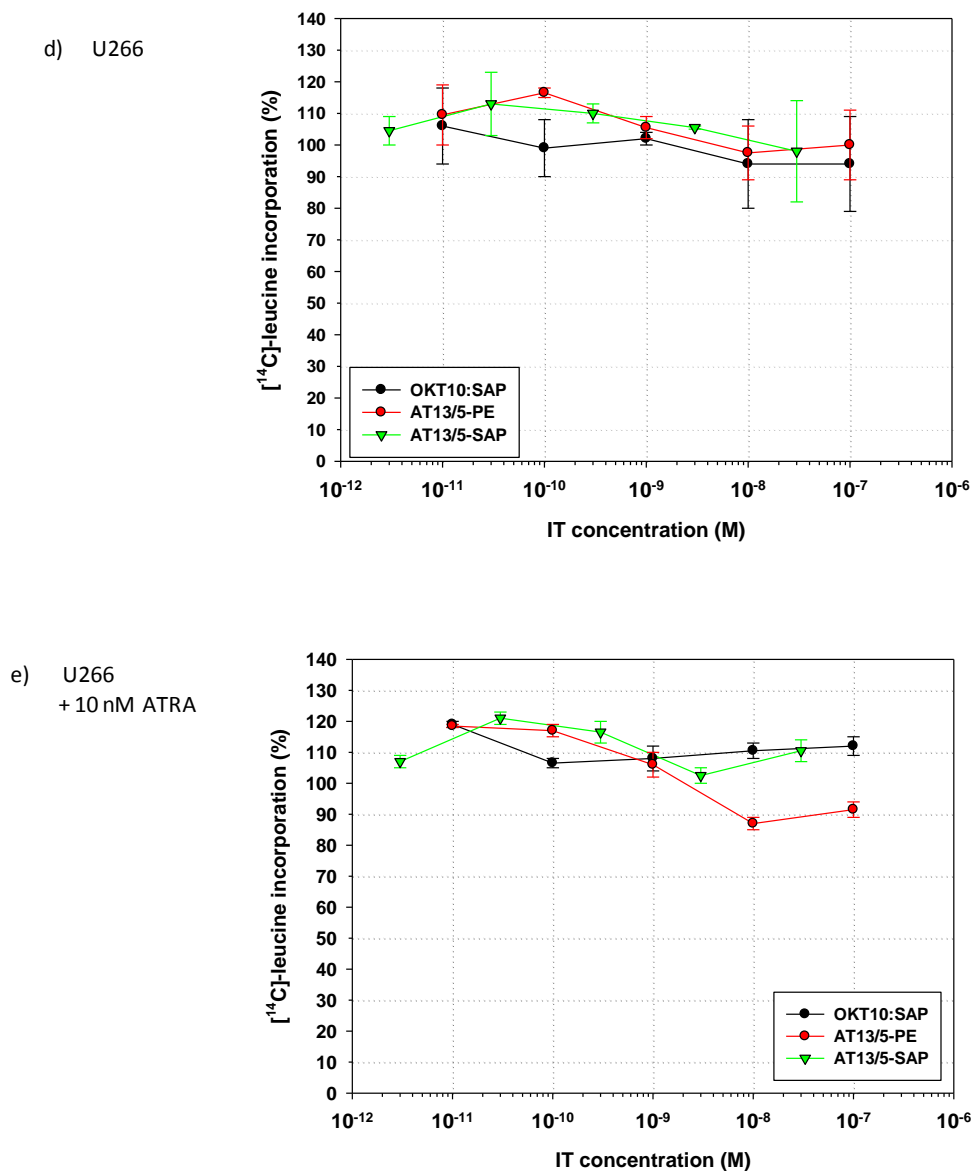 d) U266
140
130
120
110
100
90
80
70
60
50
40
30
20
10
0
[¹⁴C]-leucine incorporation (%)
OKT10:SAP
AT13/5-PE
AT13/5-SAP
10⁻¹² 10⁻¹¹ 10⁻¹⁰ 10⁻⁹ 10⁻⁸ 10⁻⁷ 10⁻⁶
IT concentration (M)
e) U266
+ 10 nM ATRA
140
130
120
110
100
90
80
70
60
50
40
30
20
10
0
[¹⁴C]-leucine incorporation (%)
OKT10:SAP
AT13/5-PE
AT13/5-SAP
10⁻¹² 10⁻¹¹ 10⁻¹⁰ 10⁻⁹ 10⁻⁸ 10⁻⁷ 10⁻⁶
IT concentration (M)